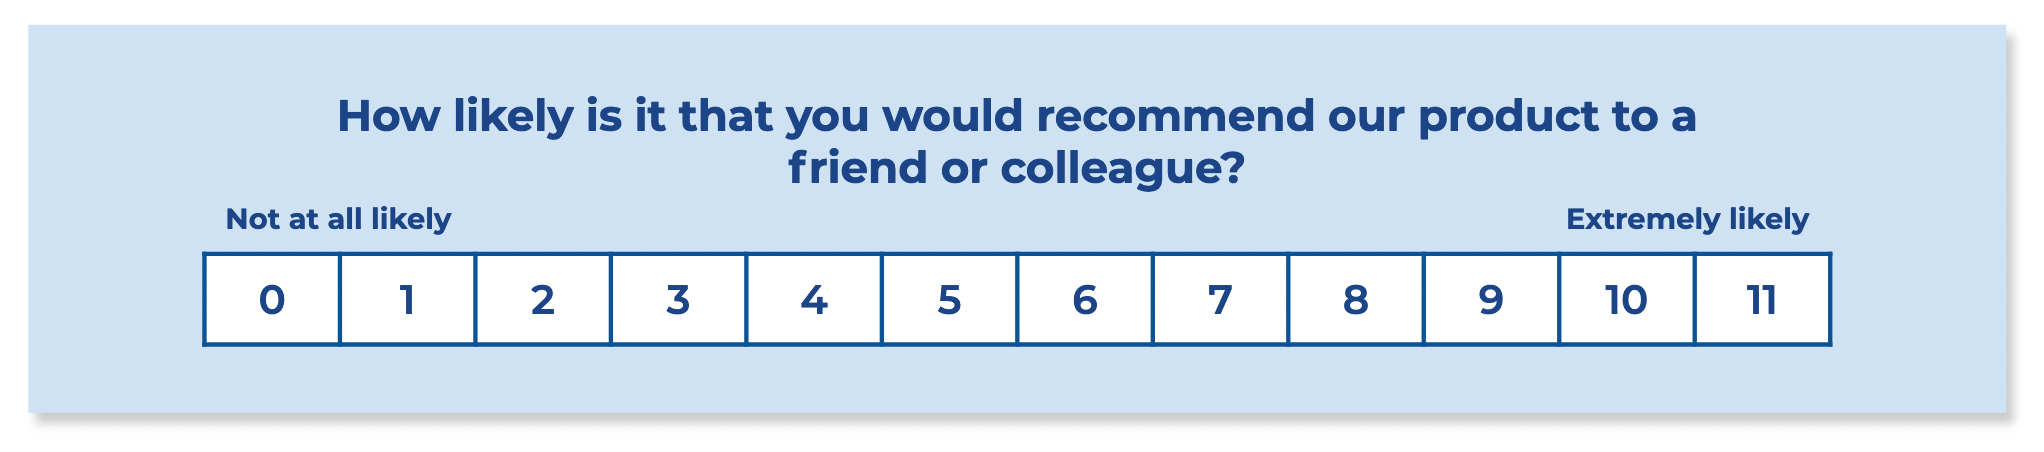 How likely is it that you would recommend our product to a
friend or colleague?
Not at all likely Extremely likely
0 1 2 3 4 5 6 7 8 9 10 11